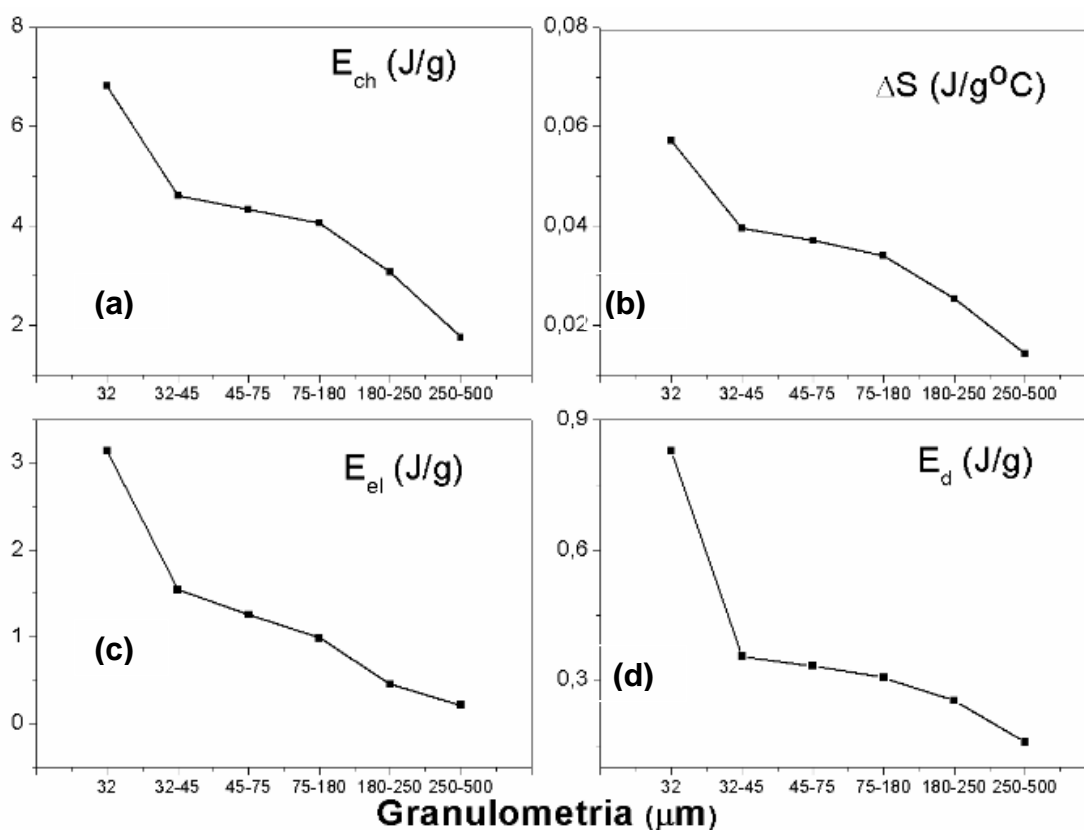 8
E_ch (J/g)
6
4
(a)
2
32 32-45 45-75 75-180 180-250 250-500
0,08
ΔS (J/g°C)
0,06
0,04
(b)
0,02
32 32-45 45-75 75-180 180-250 250-500
3
E_el (J/g)
2
1
(c)
0
32 32-45 45-75 75-180 180-250 250-500
0,9
E_d (J/g)
0,6
0,3
(d)
32 32-45 45-75 75-180 180-250 250-500
Granulometria (μm)